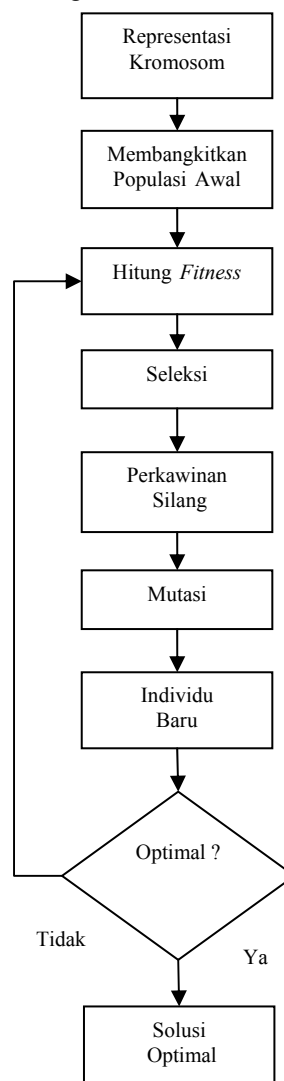 Representasi
Kromosom
Membangkitkan
Populasi Awal
Hitung Fitness
Seleksi
Perkawinan
Silang
Mutasi
Individu
Baru
Optimal ?
Tidak
Ya
Solusi
Optimal